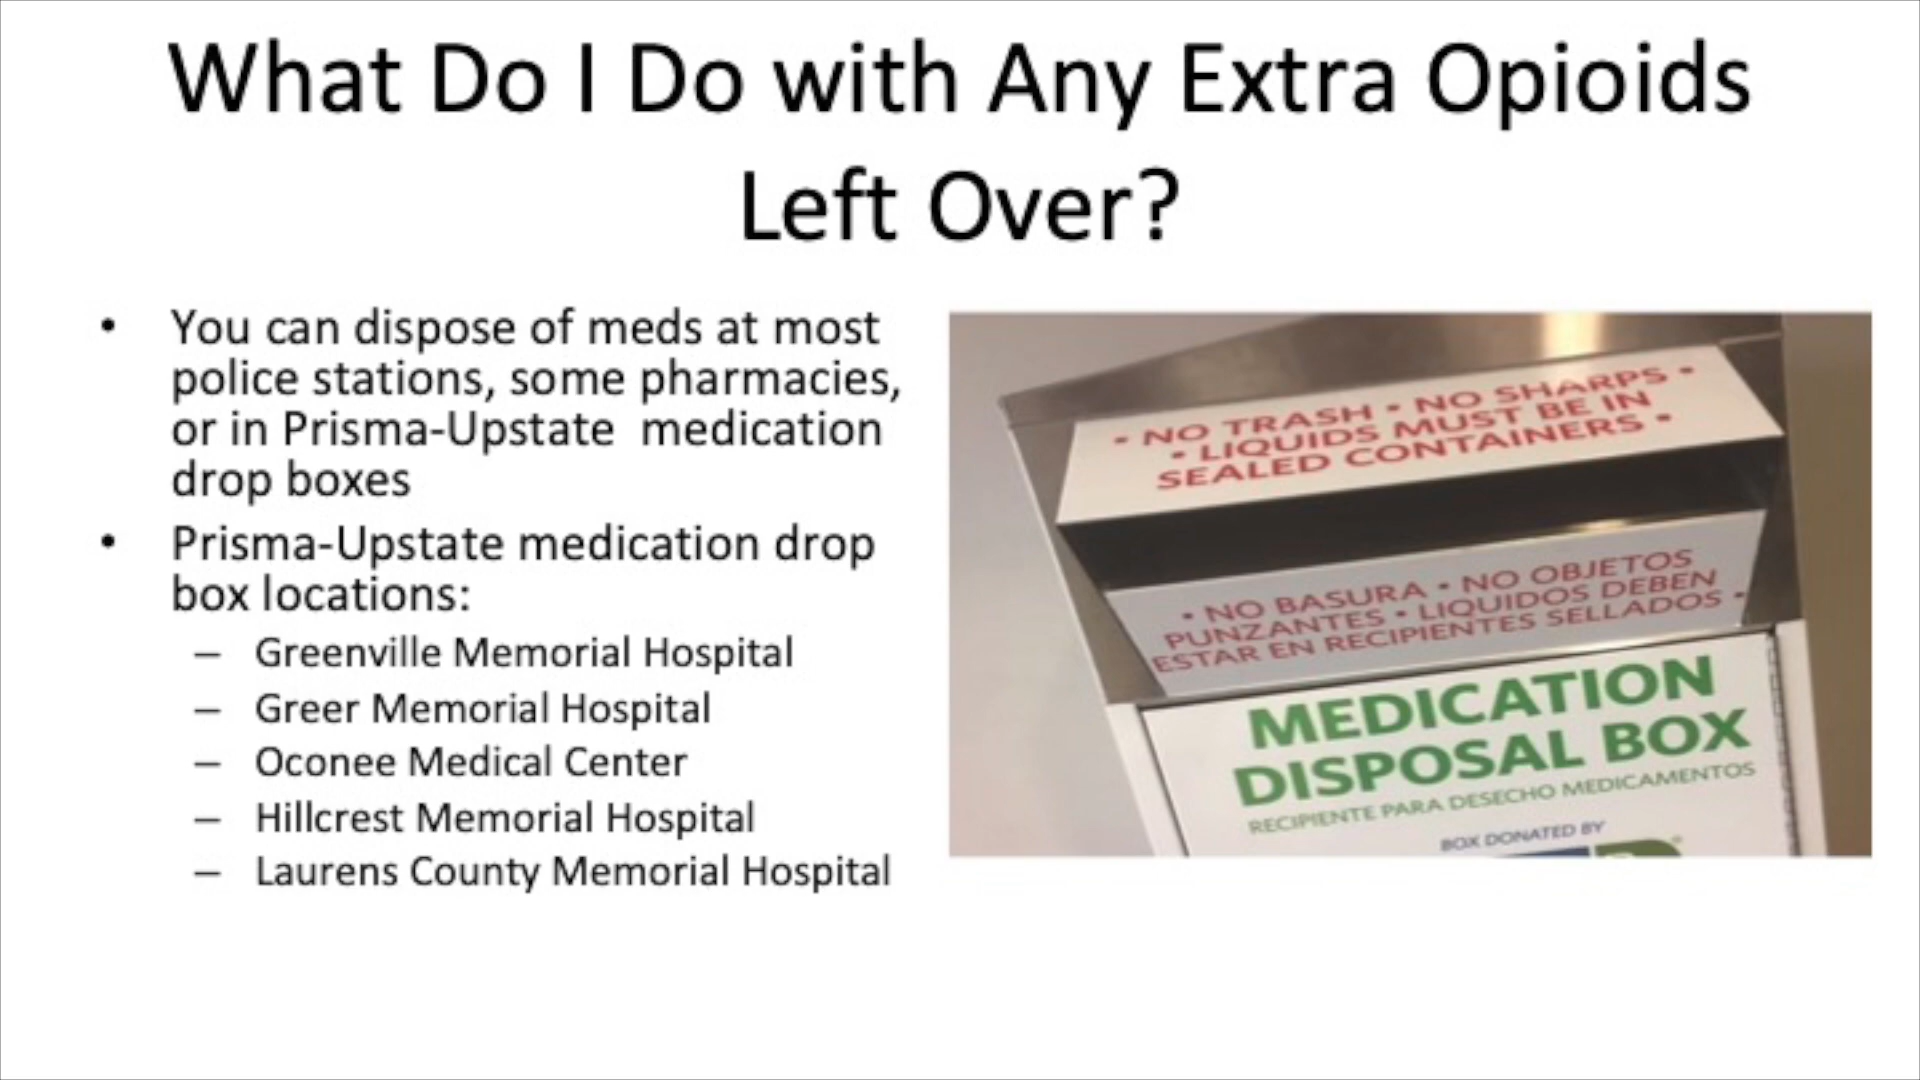 What Do I Do with Any Extra Opioids
Left Over?
• You can dispose of meds at most
police stations, some pharmacies,
or in Prisma-Upstate medication
drop boxes
• Prisma-Upstate medication drop
box locations:
– Greenville Memorial Hospital
– Greer Memorial Hospital
– Oconee Medical Center
– Hillcrest Memorial Hospital
– Laurens County Memorial Hospital
• NO TRASH • NO SHARPS •
• LIQUIDS MUST BE IN
SEALED CONTAINERS •
• NO BASURA • NO OBJETOS
PUNZANTES • LIQUIDOS DEBEN
ESTAR EN RECIPIENTES SELLADOS •
MEDICATION
DISPOSAL BOX
RECIPIENTE PARA DESECHO MEDICAMENTOS
BOX DONATED BY